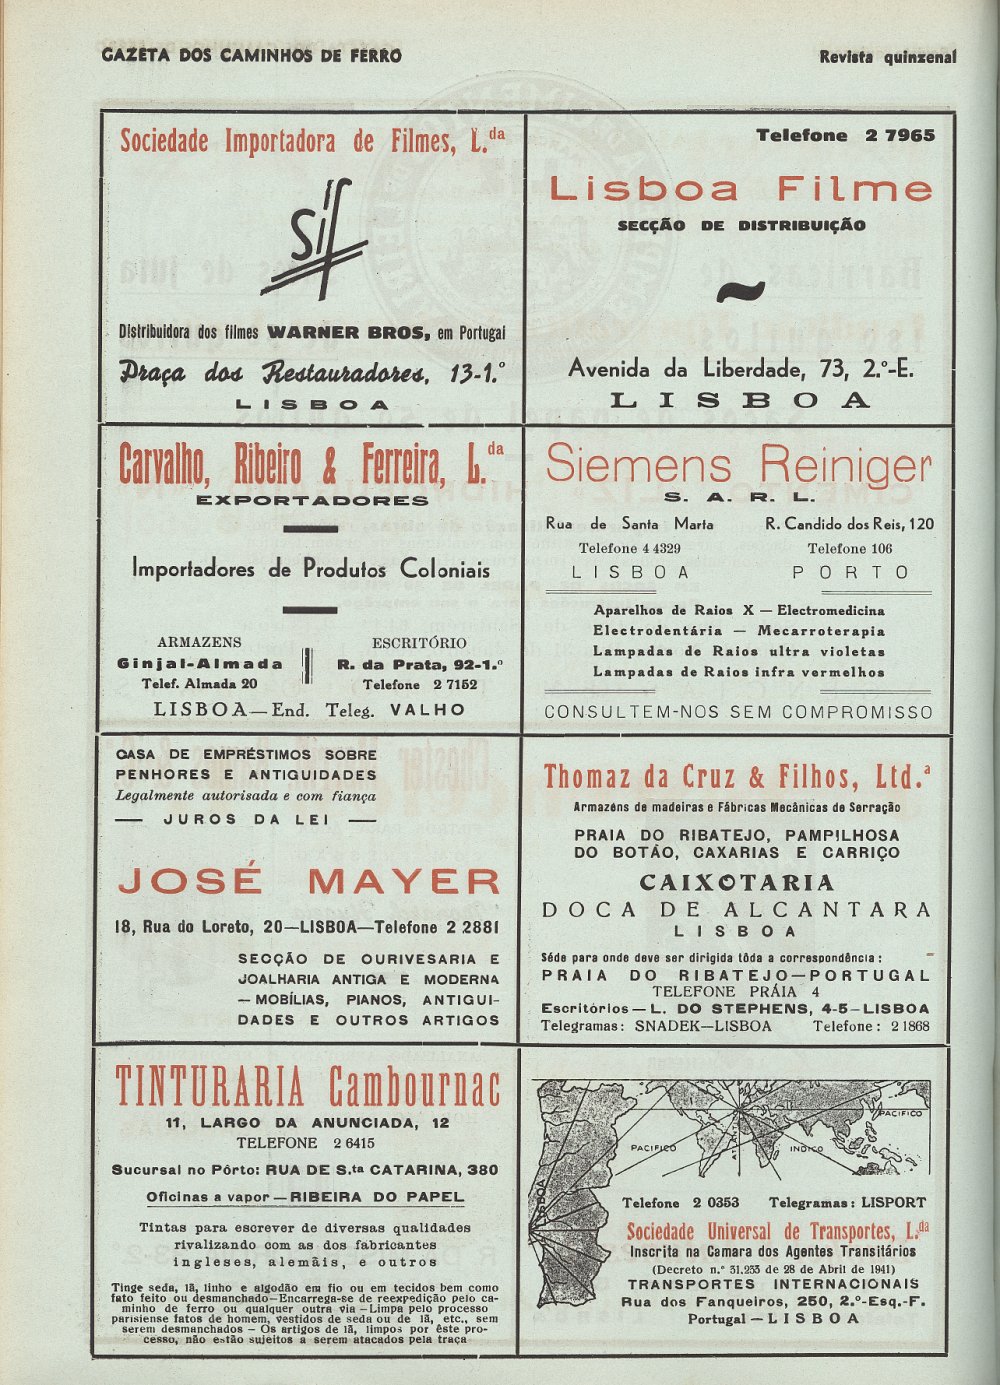 GAZETA DOS CAMINHOS DE FERRO
Revista quinzenal
Sociedade Importadora de Filmes, L.da
Sif
Distribuidora dos filmes WARNER BROS, em Portugal
Praça dos Restauradores, 13-1.º
LISBOA
Telefone 2 7965
Lisboa Filme
SECÇÃO DE DISTRIBUIÇÃO
Avenida da Liberdade, 73, 2.º-E.
LISBOA
Carvalho, Ribeiro & Ferreira, L.da
EXPORTADORES
Importadores de Produtos Coloniais
ARMAZENS
Ginjal-Almada
Telef. Almada 20
ESCRITÓRIO
R. da Prata, 92-1.º
Telefone 2 7152
LISBOA—End. Teleg. VALHO
Siemens Reiniger
S. A. R. L.
Rua de Santa Marta
Telefone 4 4329
LISBOA
R. Candido dos Reis, 120
Telefone 106
PORTO
Aparelhos de Raios X — Electromedicina
Electrodentária — Mecarroterapia
Lampadas de Raios ultra violetas
Lampadas de Raios infra vermelhos
CONSULTEM-NOS SEM COMPROMISSO
CASA DE EMPRÉSTIMOS SOBRE
PENHORES E ANTIGUIDADES
Legalmente autorisada e com fiança
— JUROS DA LEI —
JOSÉ MAYER
18, Rua do Loreto, 20—LISBOA—Telefone 2 2881
SECÇÃO DE OURIVESARIA E
JOALHARIA ANTIGA E MODERNA
— MOBÍLIAS, PIANOS, ANTIGUI-
DADES E OUTROS ARTIGOS
Thomaz da Cruz & Filhos, Ltd.ª
Armazéns de madeiras e Fábricas Mecânicas de Serração
PRAIA DO RIBATEJO, PAMPILHOSA
DO BOTÃO, CAXARIAS E CARRIÇO
CAIXOTARIA
DOCA DE ALCANTARA
LISBOA
Séde para onde deve ser dirigida tôda a correspondência :
PRAIA DO RIBATEJO—PORTUGAL
TELEFONE PRÁIA 4
Escritórios — L. DO STEPHENS, 4-5 — LISBOA
Telegramas: SNADEK—LISBOA Telefone : 2 1868
TINTURARIA Cambournac
11, LARGO DA ANUNCIADA, 12
TELEFONE 2 6415
Sucursal no Pôrto: RUA DE S.ta CATARINA, 380
Oficinas a vapor — RIBEIRA DO PAPEL
Tintas para escrever de diversas qualidades
rivalizando com as dos fabricantes
ingleses, alemãis, e outros
Tinge seda, lã, linho e algodão em fio ou em tecidos bem como
fato feito ou desmanchado—Encarrega-se de reexpedição pelo ca-
minho de ferro ou qualquer outra via — Limpa pelo processo
parisiense fatos de homem, vestidos de seda ou de lã, etc., sem
serem desmanchados — Os artigos de lã, limpos por êste pro-
cesso, não estão sujeitos a serem atacados pela traça
PACIFICO
ATLANTI
INDICO
PACIFICO
LISBOA
Telefone 2 0353 Telegramas : LISPORT
Sociedade Universal de Transportes, L.da
Inscrita na Camara dos Agentes Transitários
(Decreto n.º 31.233 de 28 de Abril de 1941)
TRANSPORTES INTERNACIONAIS
Rua dos Fanqueiros, 250, 2.º-Esq.-F.
Portugal — LISBOA